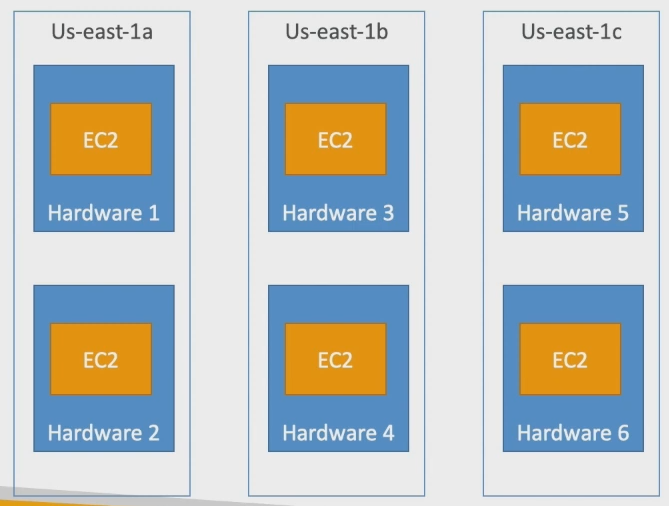 Us-east-1a
EC2
Hardware 1
EC2
Hardware 2
Us-east-1b
EC2
Hardware 3
EC2
Hardware 4
Us-east-1c
EC2
Hardware 5
EC2
Hardware 6